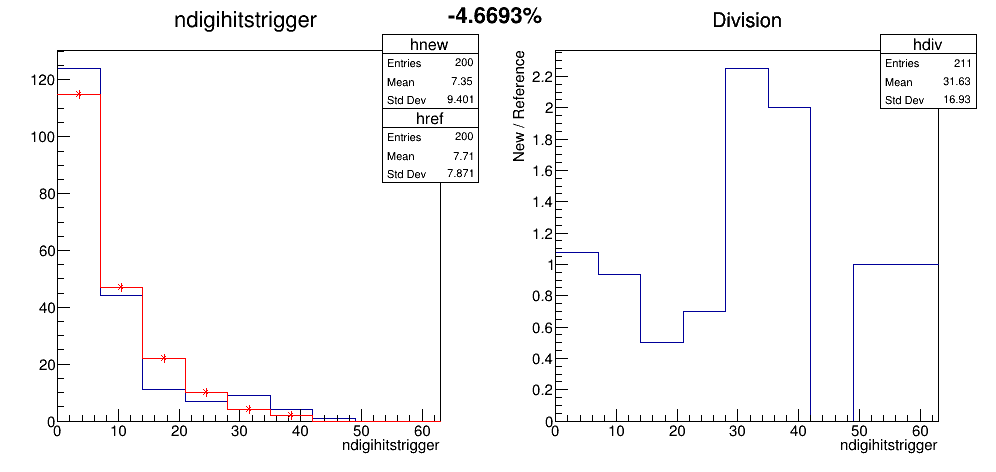 -4.6693%
ndigihitstrigger
hnew
Entries 200
Mean 7.35
Std Dev 9.401
href
Entries 200
Mean 7.71
Std Dev 7.871
120
100
80
60
40
20
0
0 10 20 30 40 50 60
ndigihitstrigger
Division
hdiv
Entries 211
Mean 31.63
Std Dev 16.93
New / Reference
2.2
2
1.8
1.6
1.4
1.2
1
0.8
0.6
0.4
0.2
0
0 10 20 30 40 50 60
ndigihitstrigger